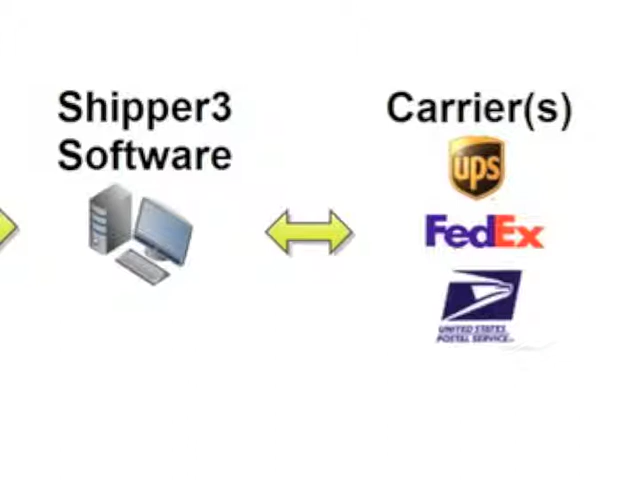 Shipper3
Software
Carrier(s)
ups
FedEx
UNITED STATES
POSTAL SERVICE